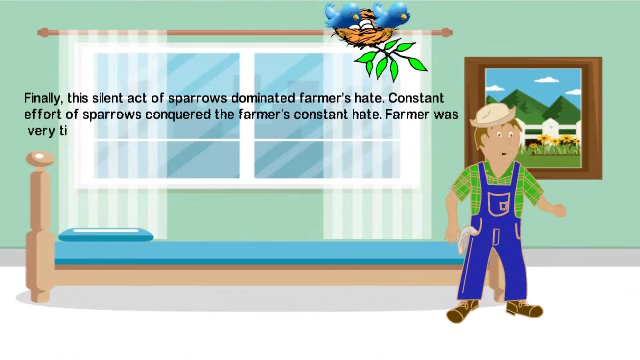 Finally, this silent act of sparrows dominated farmer's hate. Constant
effort of sparrows conquered the farmer's constant hate. Farmer was
very ti